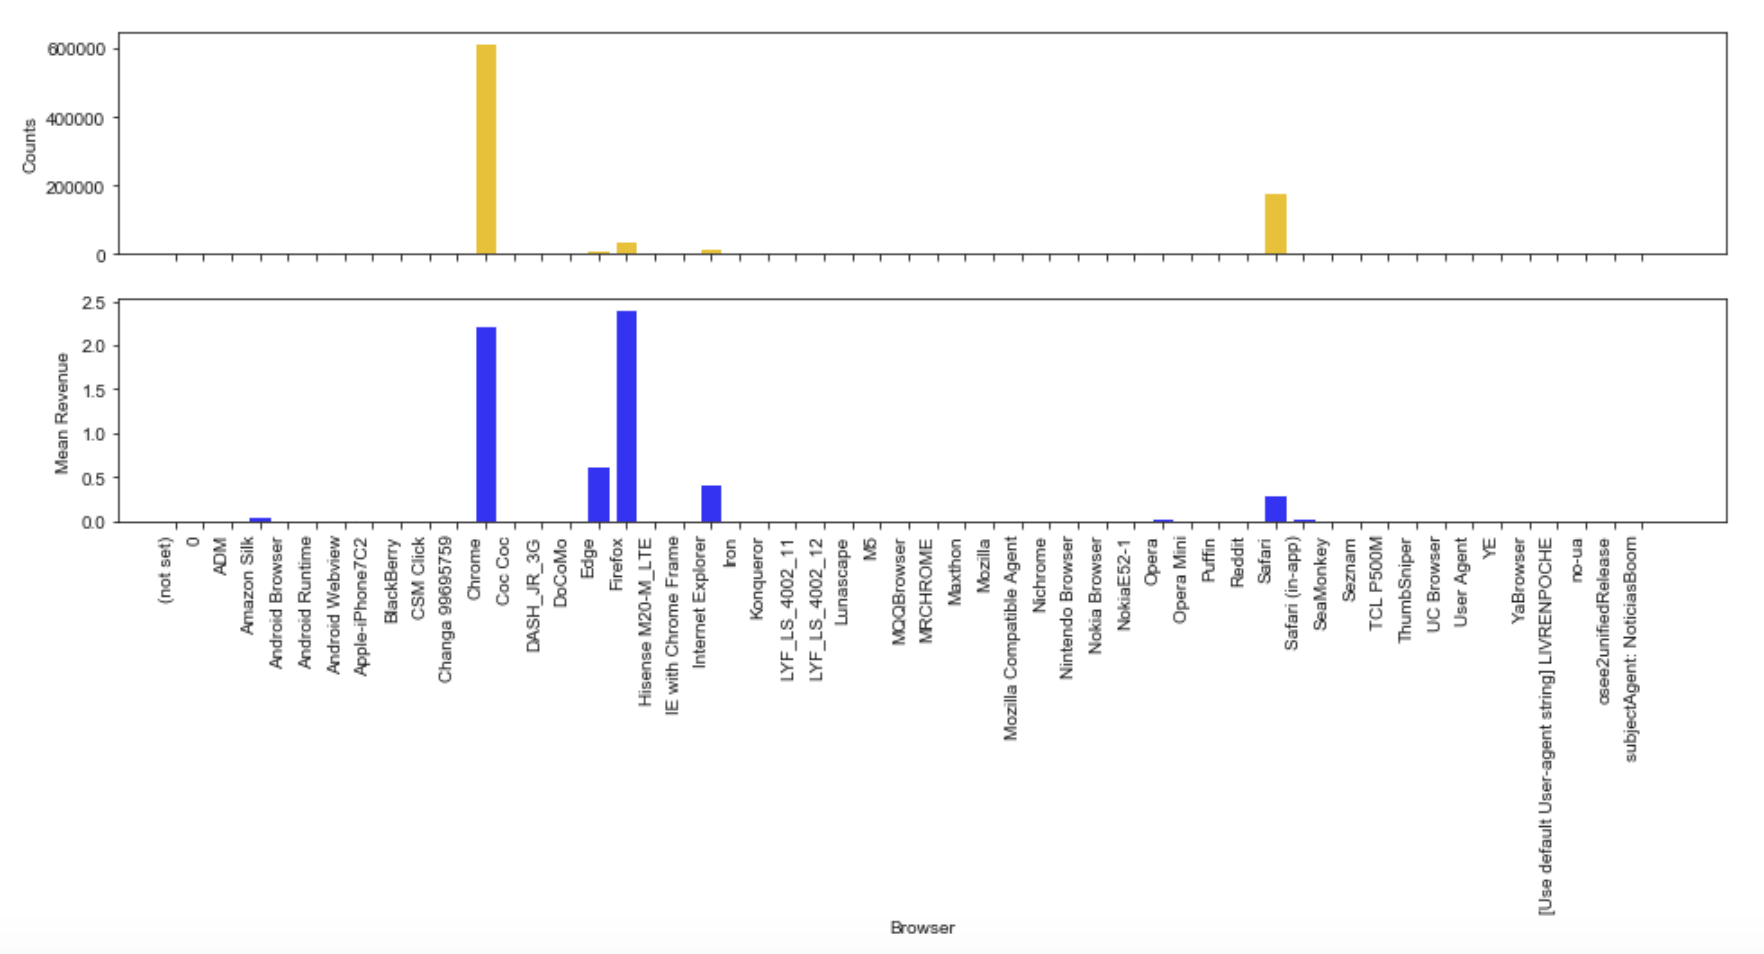 600000
400000
200000
0
Counts
2.5
2.0
1.5
1.0
0.5
0.0
Mean Revenue
(not set)
0
ADM
Amazon Silk
Android Browser
Android Runtime
Android Webview
Apple-iPhone7C2
BlackBerry
CSM Click
Changa 99695759
Chrome
Coc Coc
DASH_JR_3G
DoCoMo
Edge
Firefox
Hisense M20-M_LTE
IE with Chrome Frame
Internet Explorer
Iron
Konqueror
LYF_LS_4002_11
LYF_LS_4002_12
Lunascape
M5
MQQBrowser
MRCHROME
Maxthon
Mozilla
Mozilla Compatible Agent
Nichrome
Nintendo Browser
Nokia Browser
NokiaE52-1
Opera
Opera Mini
Puffin
Reddit
Safari
Safari (in-app)
SeaMonkey
Seznam
TCL P500M
ThumbSniper
UC Browser
User Agent
YE
YaBrowser
[Use default User-agent string] LIVRENPOCHE
no-ua
osee2unifiedRelease
subjectAgent: NoticiasBoom
Browser